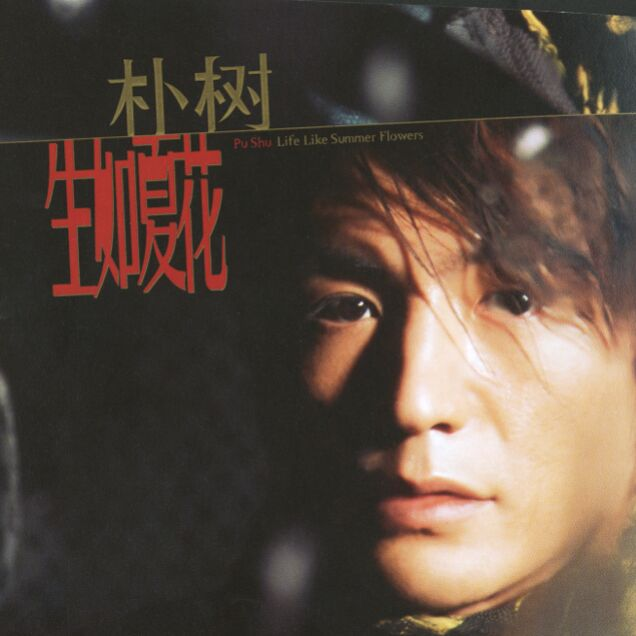 朴树
Pu Shu Life Like Summer Flowers
生如夏花